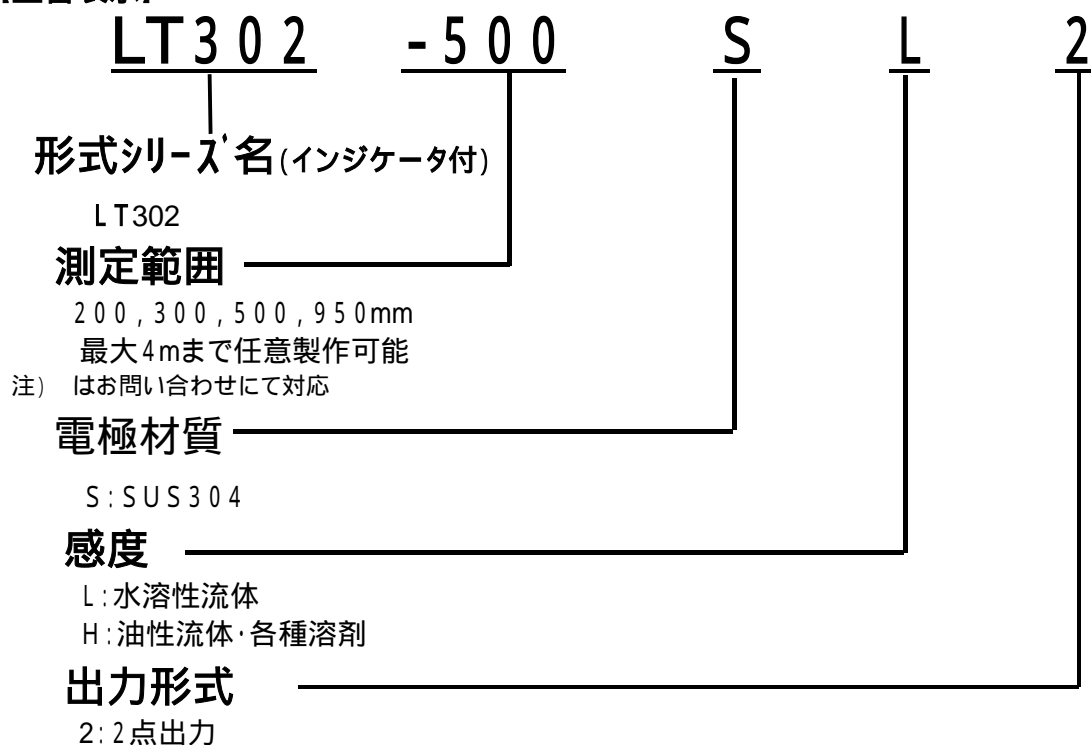 LT302 -500 S L 2
形式シリーズ名(インジケータ付)
LT302
測定範囲
200,300,500,950mm
最大4mまで任意製作可能
注) はお問い合わせにて対応
電極材質
S:SUS304
感度
L:水溶性流体
H:油性流体・各種溶剤
出力形式
2:2点出力